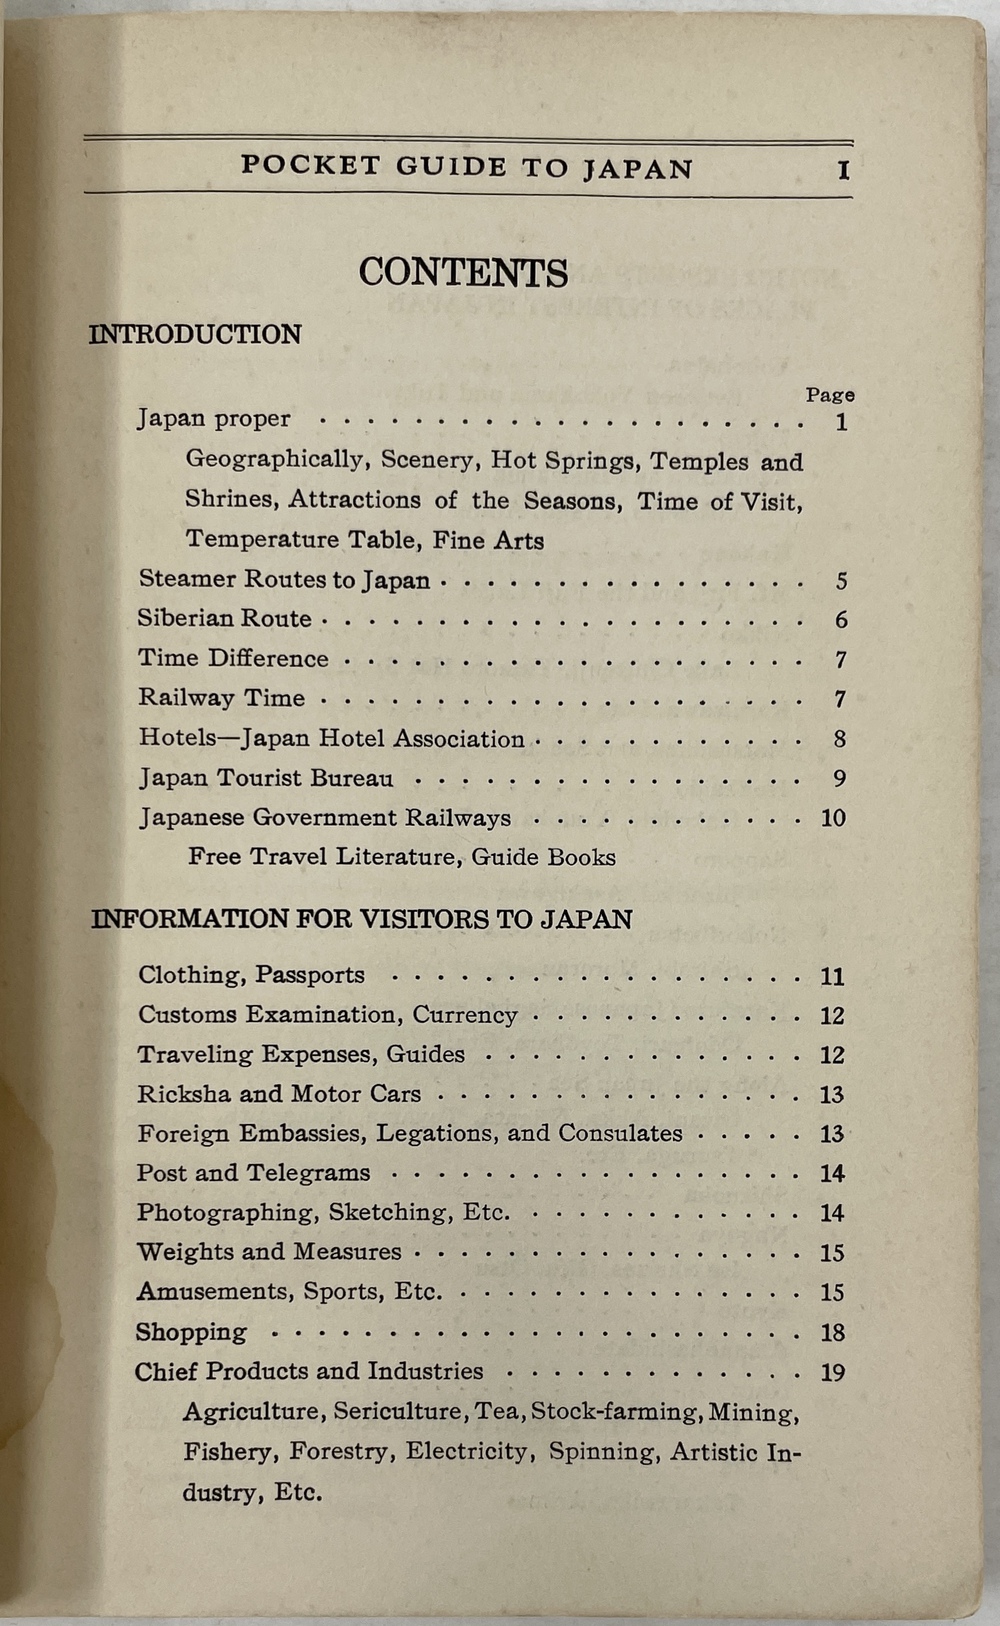 POCKET GUIDE TO JAPAN I
CONTENTS
INTRODUCTION
Page
Japan proper . . . . . . . . . . . . . . . . . . . . . 1
Geographically, Scenery, Hot Springs, Temples and
Shrines, Attractions of the Seasons, Time of Visit,
Temperature Table, Fine Arts
Steamer Routes to Japan . . . . . . . . . . . . . . . 5
Siberian Route . . . . . . . . . . . . . . . . . . . . 6
Time Difference . . . . . . . . . . . . . . . . . . . 7
Railway Time . . . . . . . . . . . . . . . . . . . . 7
Hotels—Japan Hotel Association . . . . . . . . . . . . 8
Japan Tourist Bureau . . . . . . . . . . . . . . . . 9
Japanese Government Railways . . . . . . . . . . . . 10
Free Travel Literature, Guide Books
INFORMATION FOR VISITORS TO JAPAN
Clothing, Passports . . . . . . . . . . . . . . . . . 11
Customs Examination, Currency . . . . . . . . . . . . 12
Traveling Expenses, Guides . . . . . . . . . . . . . . 12
Ricksha and Motor Cars . . . . . . . . . . . . . . . 13
Foreign Embassies, Legations, and Consulates . . . . . 13
Post and Telegrams . . . . . . . . . . . . . . . . . 14
Photographing, Sketching, Etc. . . . . . . . . . . . . 14
Weights and Measures . . . . . . . . . . . . . . . . 15
Amusements, Sports, Etc. . . . . . . . . . . . . . . 15
Shopping . . . . . . . . . . . . . . . . . . . . . . 18
Chief Products and Industries . . . . . . . . . . . . . 19
Agriculture, Sericulture, Tea, Stock-farming, Mining,
Fishery, Forestry, Electricity, Spinning, Artistic In-
dustry, Etc.